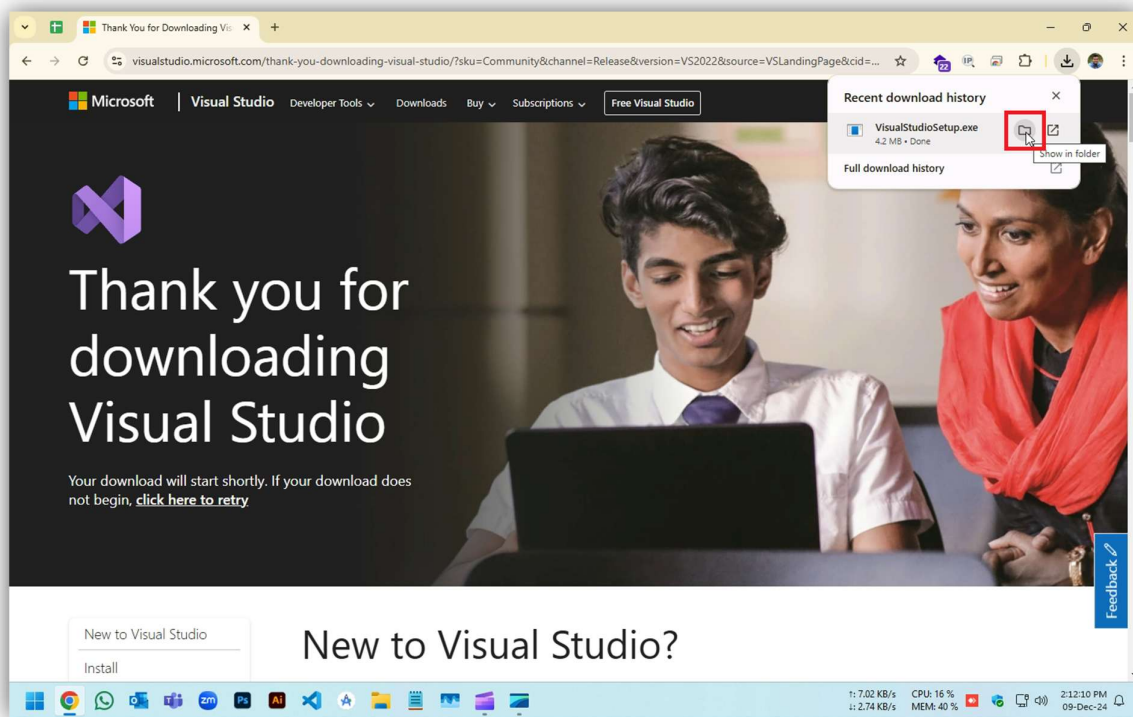 Thank You for Downloading Vis
visualstudio.microsoft.com/thank-you-downloading-visual-studio/?sku=Community&channel=Release&version=VS2022&source=VSLandingPage&cid=...
22
IP
Microsoft
Visual Studio
Developer Tools
Downloads
Buy
Subscriptions
Free Visual Studio
Recent download history
VisualStudioSetup.exe
4.2 MB • Done
Show in folder
Full download history
Thank you for
downloading
Visual Studio
Your download will start shortly. If your download does
not begin, click here to retry
Feedback
New to Visual Studio
Install
New to Visual Studio?
zm
Ps
Ai
↑: 7.02 KB/s
↓: 2.74 KB/s
CPU: 16 %
MEM: 40 %
2:12:10 PM
09-Dec-24